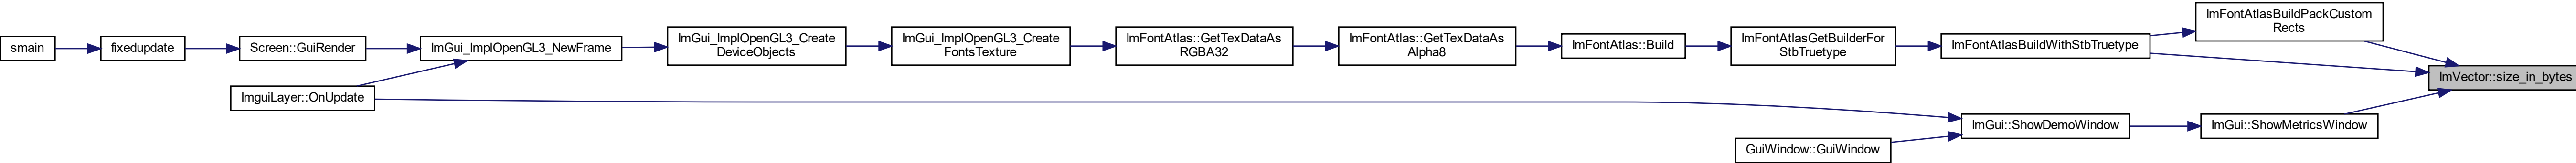 smain
fixedupdate
Screen::GuiRender
ImguiLayer::OnUpdate
ImGui_ImplOpenGL3_NewFrame
ImGui_ImplOpenGL3_Create
DeviceObjects
ImGui_ImplOpenGL3_Create
FontsTexture
ImFontAtlas::GetTexDataAs
RGBA32
ImFontAtlas::GetTexDataAs
Alpha8
ImFontAtlas::Build
ImFontAtlasGetBuilderFor
StbTruetype
GuiWindow::GuiWindow
ImFontAtlasBuildWithStbTruetype
ImGui::ShowDemoWindow
ImFontAtlasBuildPackCustom
Rects
ImGui::ShowMetricsWindow
ImVector::size_in_bytes